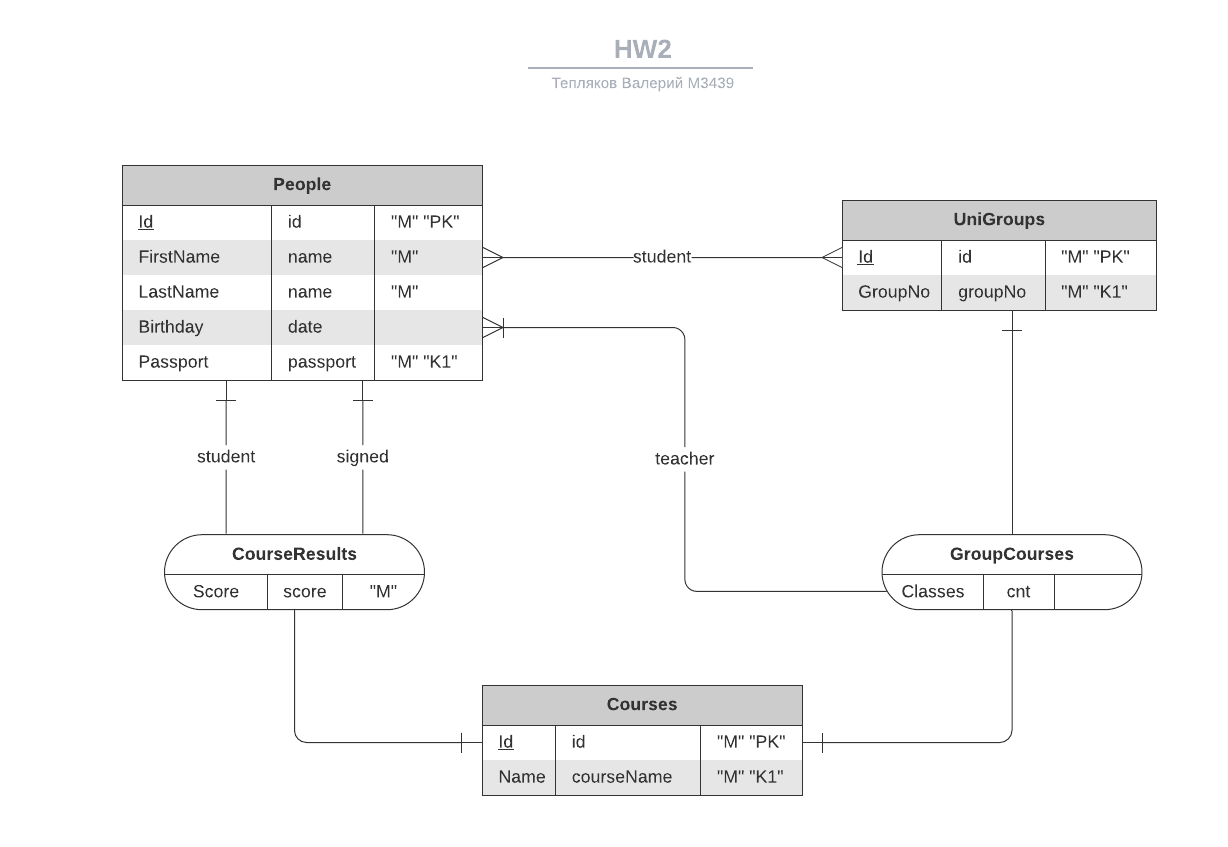 HW2
Тепляков Валерий M3439
People
Id id "M" "PK"
FirstName name "M"
LastName name "M"
Birthday date
Passport passport "M" "K1"
student
UniGroups
Id id "M" "PK"
GroupNo groupNo "M" "K1"
student
signed
teacher
CourseResults
Score score "M"
GroupCourses
Classes cnt
Courses
Id id "M" "PK"
Name courseName "M" "K1"